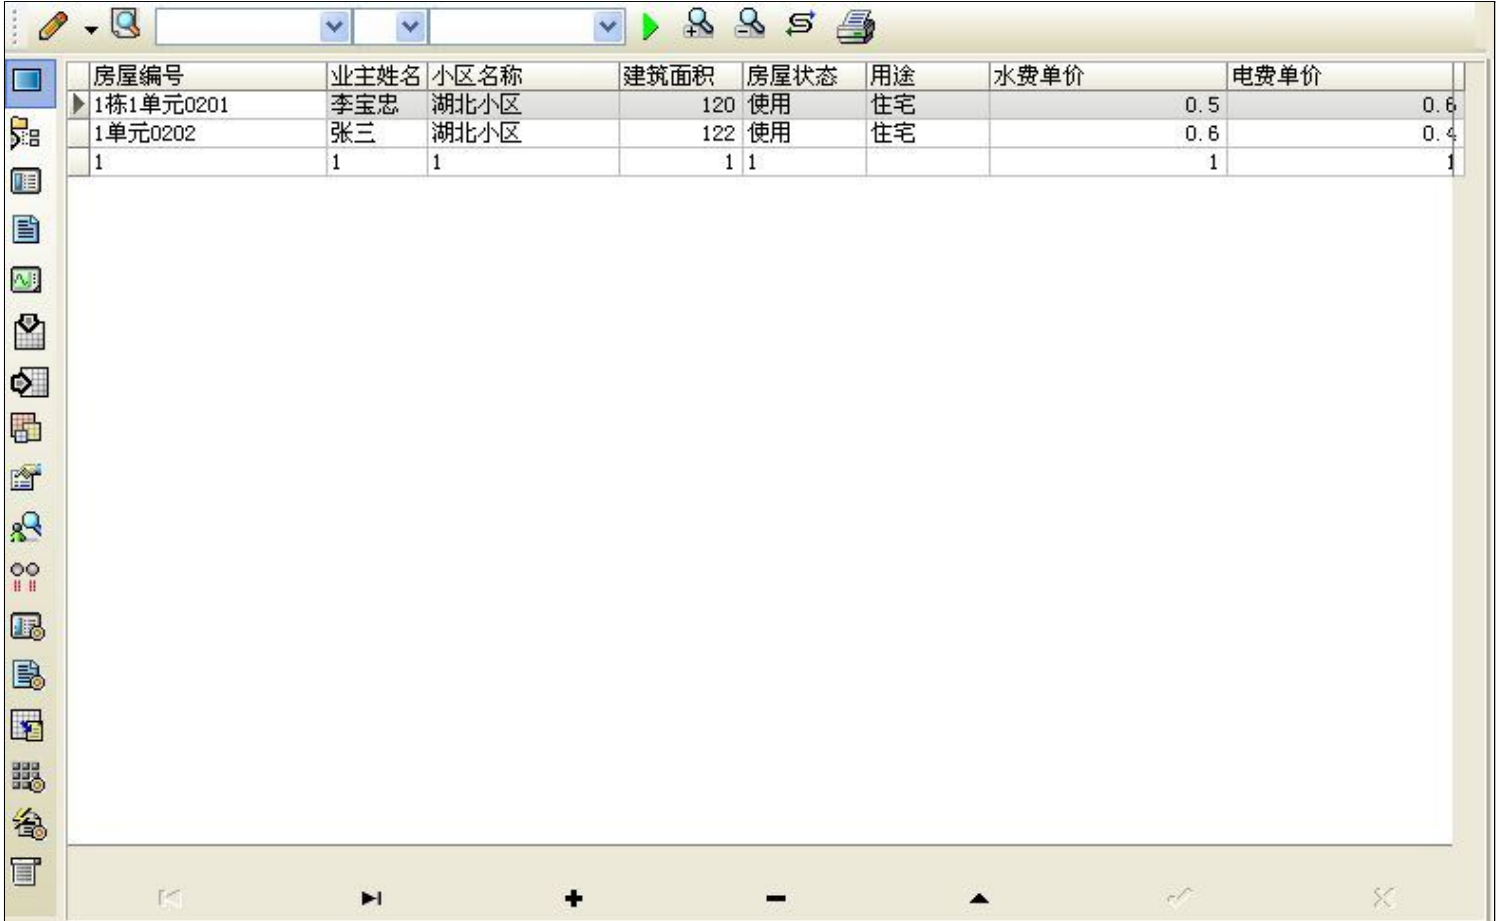 房屋编号 业主姓名 小区名称 建筑面积 房屋状态 用途 水费单价 电费单价
1栋1单元0201 李宝忠 湖北小区 120 使用 住宅 0.5 0.6
1单元0202 张三 湖北小区 122 使用 住宅 0.6 0.4
1 1 1 1 1 1 1